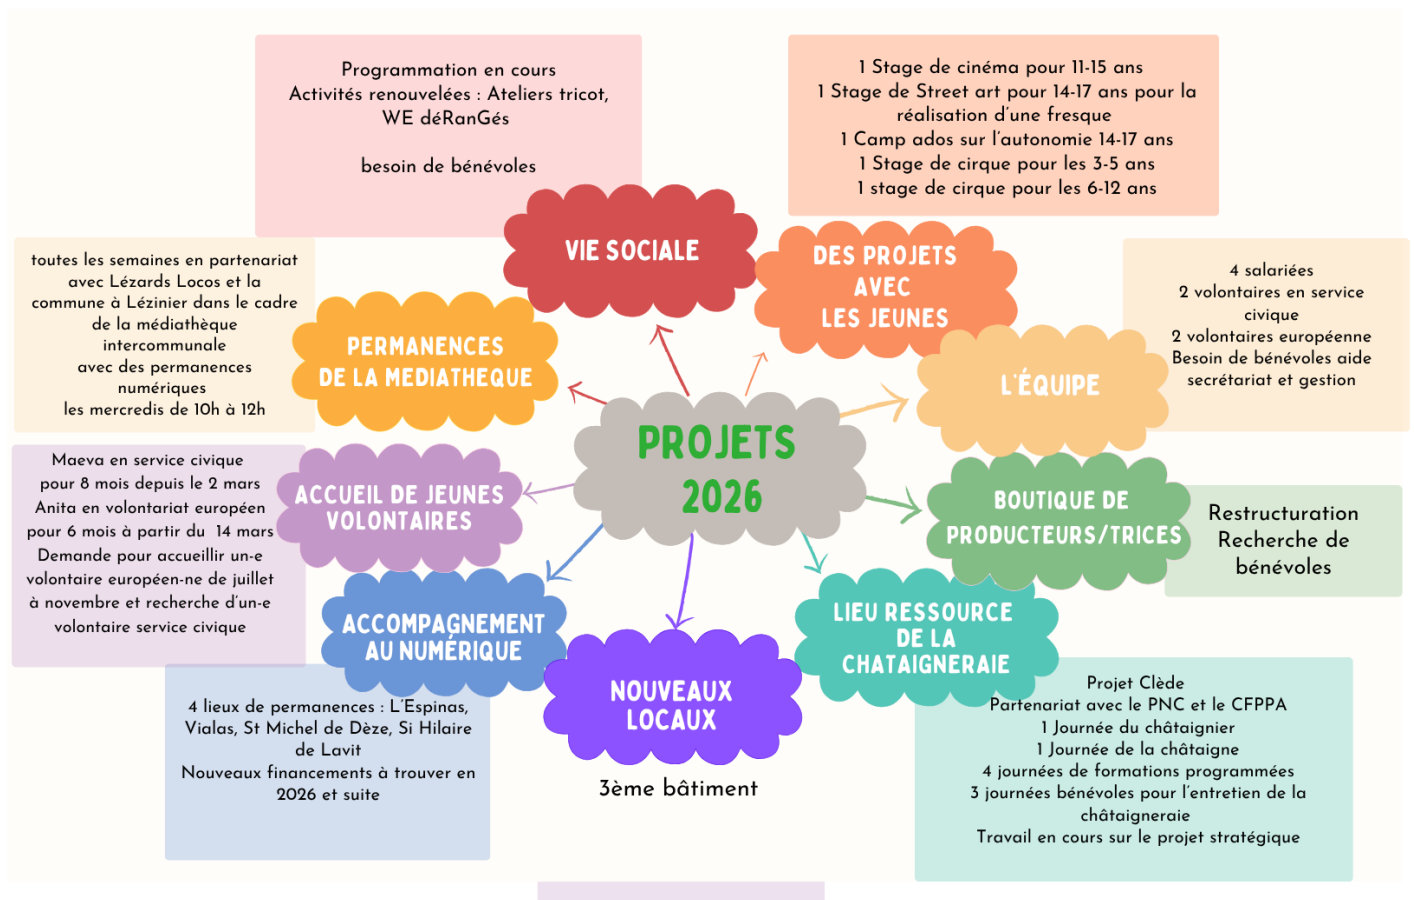 Programmation en cours
Activités renouvelées : Ateliers tricot,
WE déRanGés
besoin de bénévoles
VIE SOCIALE
1 Stage de cinéma pour 11-15 ans
1 Stage de Street art pour 14-17 ans pour la
réalisation d'une fresque
1 Camp ados sur l'autonomie 14-17 ans
1 Stage de cirque pour les 3-5 ans
1 stage de cirque pour les 6-12 ans
DES PROJETS
AVEC
LES JEUNES
toutes les semaines en partenariat
avec Lézards Locos et la
commune à Lézinier dans le cadre
de la médiathèque
intercommunale
avec des permanences
numériques
les mercredis de 10h à 12h
PERMANENCES
DE LA MEDIATHEQUE
4 salariées
2 volontaires en service
civique
2 volontaires européenne
Besoin de bénévoles aide
secrétariat et gestion
L'ÉQUIPE
PROJETS
2026
Maeva en service civique
pour 8 mois depuis le 2 mars
Anita en volontariat européen
pour 6 mois à partir du 14 mars
Demande pour accueillir un-e
volontaire européen-ne de juillet
à novembre et recherche d'un-e
volontaire service civique
ACCUEIL DE JEUNES
VOLONTAIRES
BOUTIQUE DE
PRODUCTEURS/TRICES
Restructuration
Recherche de
bénévoles
ACCOMPAGNEMENT
AU NUMÉRIQUE
4 lieux de permanences : L'Espinas,
Vialas, St Michel de Dèze, Si Hilaire
de Lavit
Nouveaux financements à trouver en
2026 et suite
NOUVEAUX
LOCAUX
3ème bâtiment
LIEU RESSOURCE
DE LA
CHATAIGNERAIE
Projet Clède
Partenariat avec le PNC et le CFPPA
1 Journée du châtaignier
1 Journée de la châtaigne
4 journées de formations programmées
3 journées bénévoles pour l'entretien de la
châtaigneraie
Travail en cours sur le projet stratégique